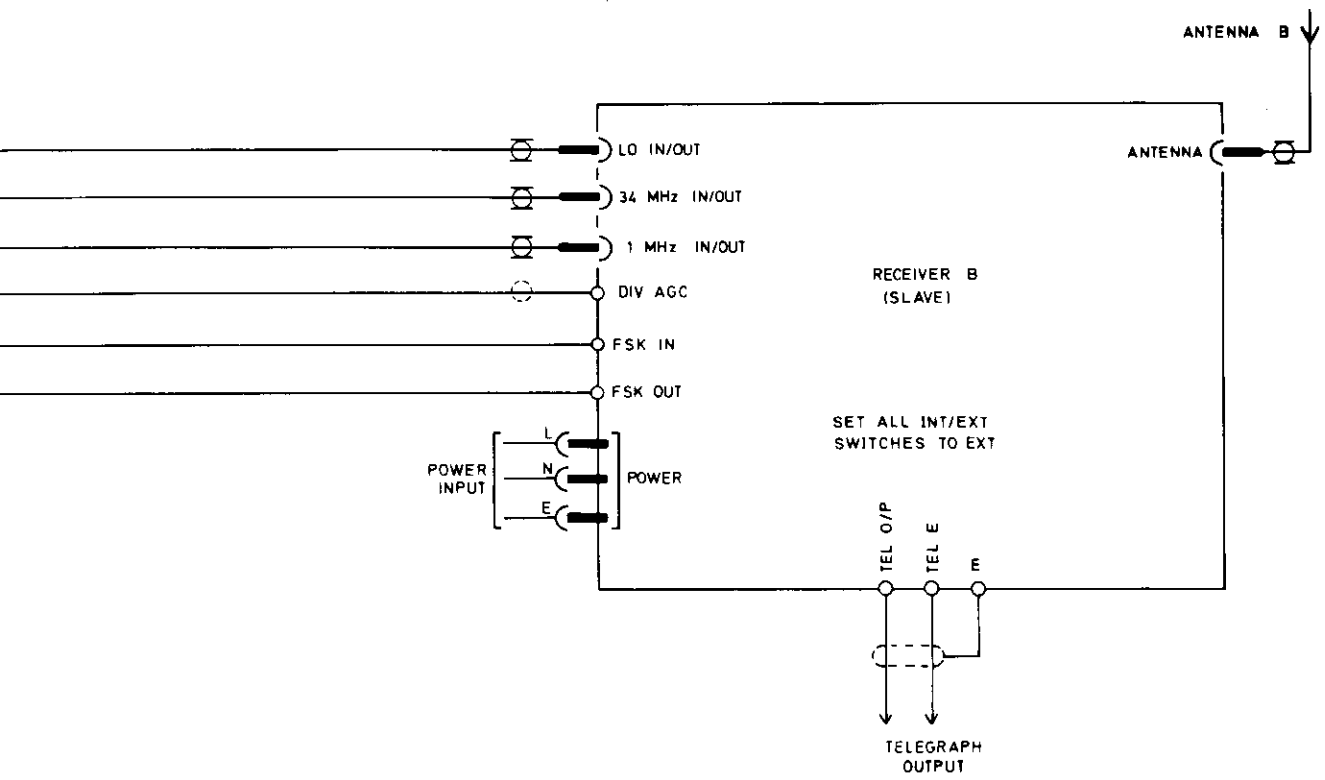 ANTENNA B
LO IN/OUT
ANTENNA
34 MHz IN/OUT
1 MHz IN/OUT
RECEIVER B
(SLAVE)
DIV AGC
FSK IN
FSK OUT
SET ALL INT/EXT
SWITCHES TO EXT
L
POWER
INPUT
N
POWER
E
TEL O/P
TEL E
E
TELEGRAPH
OUTPUT